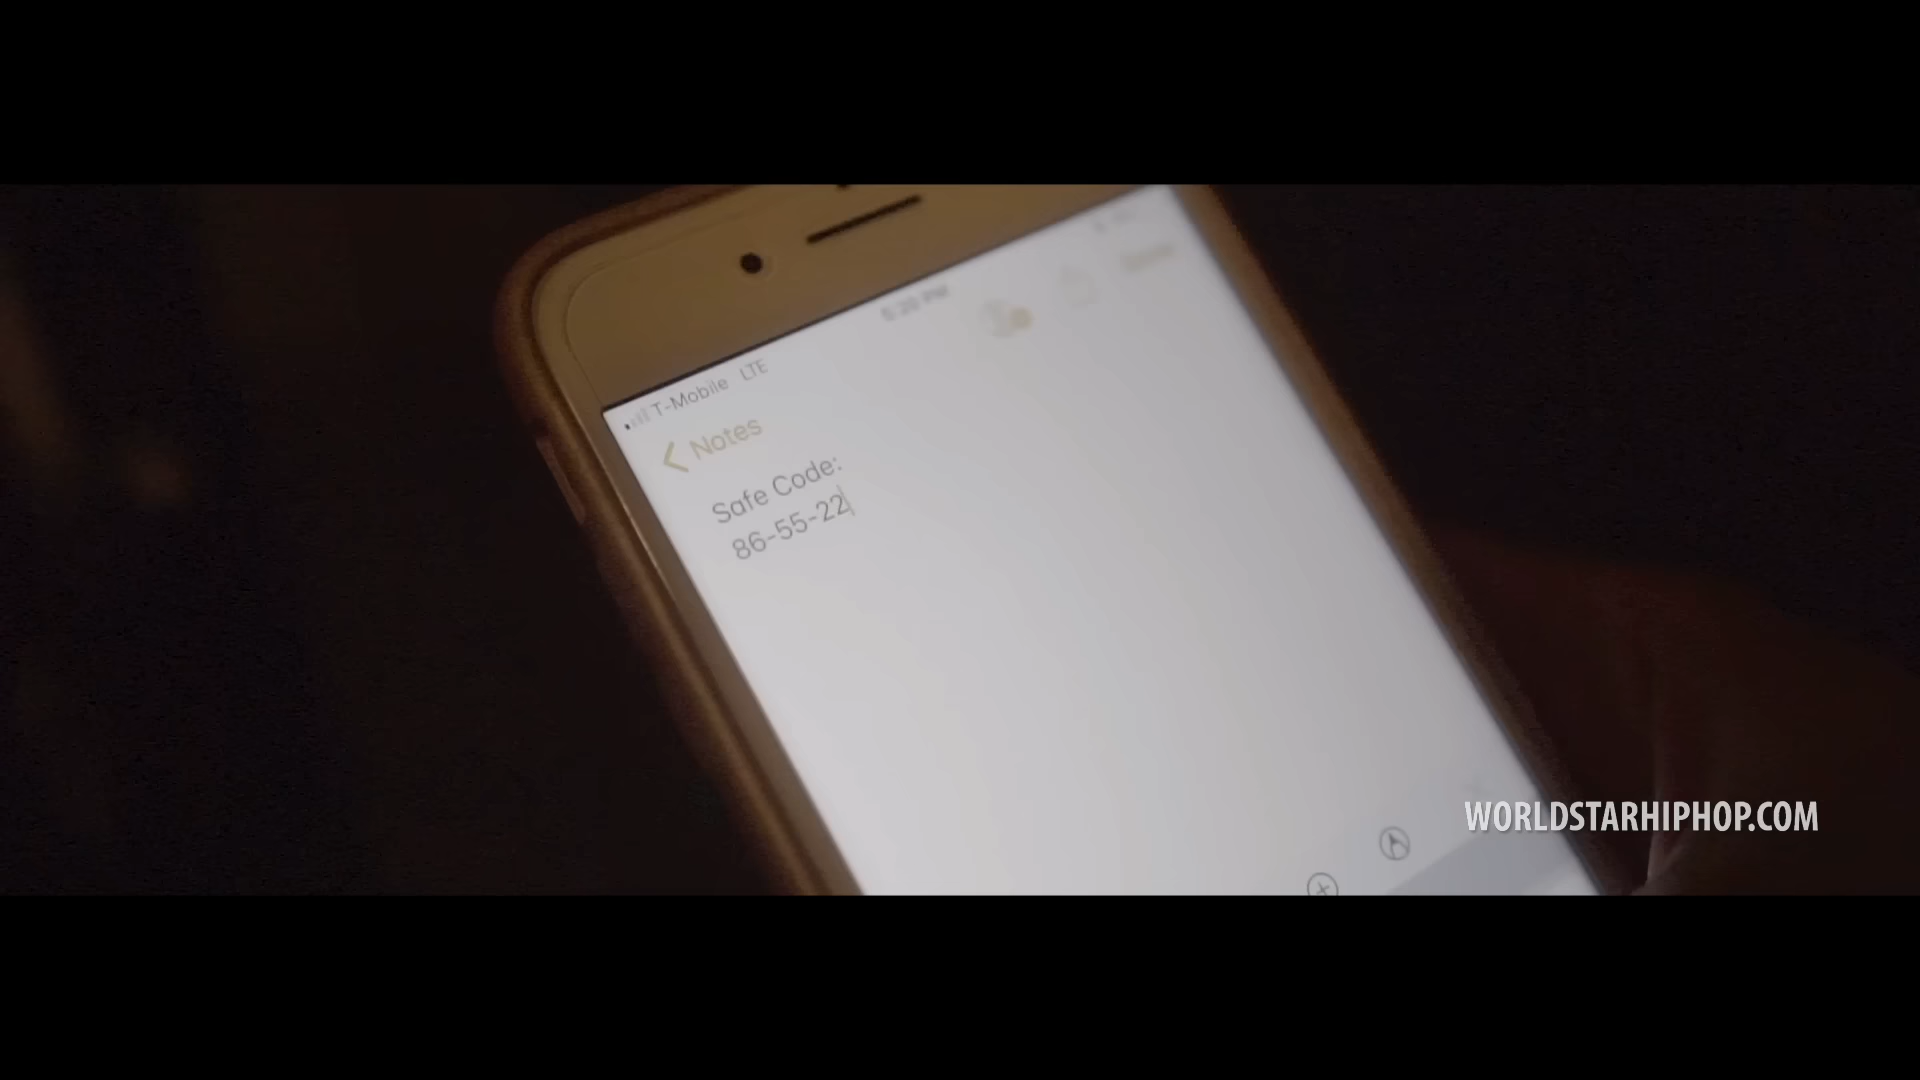 T-Mobile LTE
Notes
Safe Code:
86-55-22
WORLDSTARHIPHOP.COM